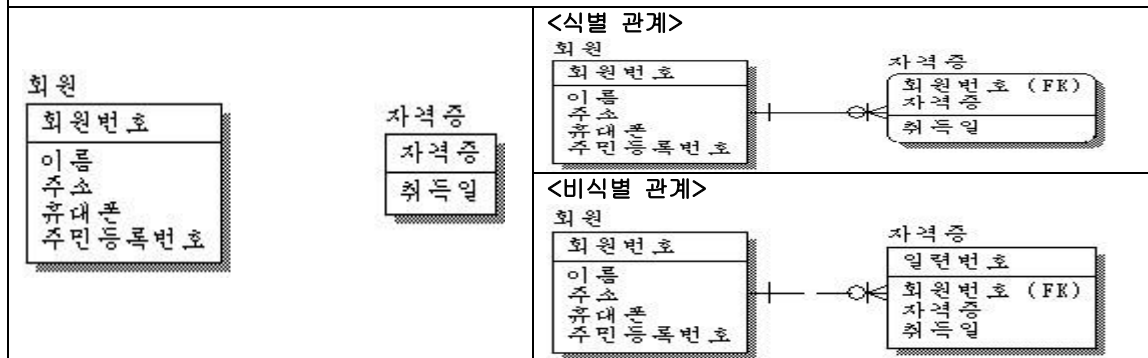 회원
회원번호
이름
주소
휴대폰
주민등록번호
자격증
자격증
취득일
<식별 관계>
회원
회원번호
이름
주소
휴대폰
주민등록번호
자격증
회원번호 (FK)
자격증
취득일
<비식별 관계>
회원
회원번호
이름
주소
휴대폰
주민등록번호
자격증
일련번호
회원번호 (FK)
자격증
취득일